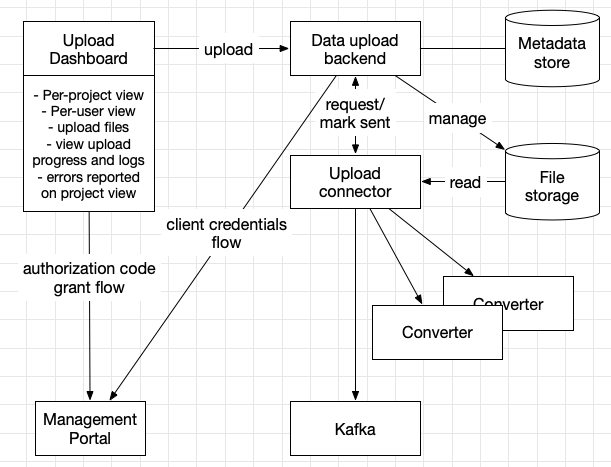 Upload
Dashboard
- Per-project view
- Per-user view
- upload files
- view upload
progress and logs
- errors reported
on project view
upload
Data upload
backend
Metadata
store
request/
mark sent
manage
Upload
connector
read
File
storage
client credentials
flow
authorization code
grant flow
Converter
Converter
Management
Portal
Kafka